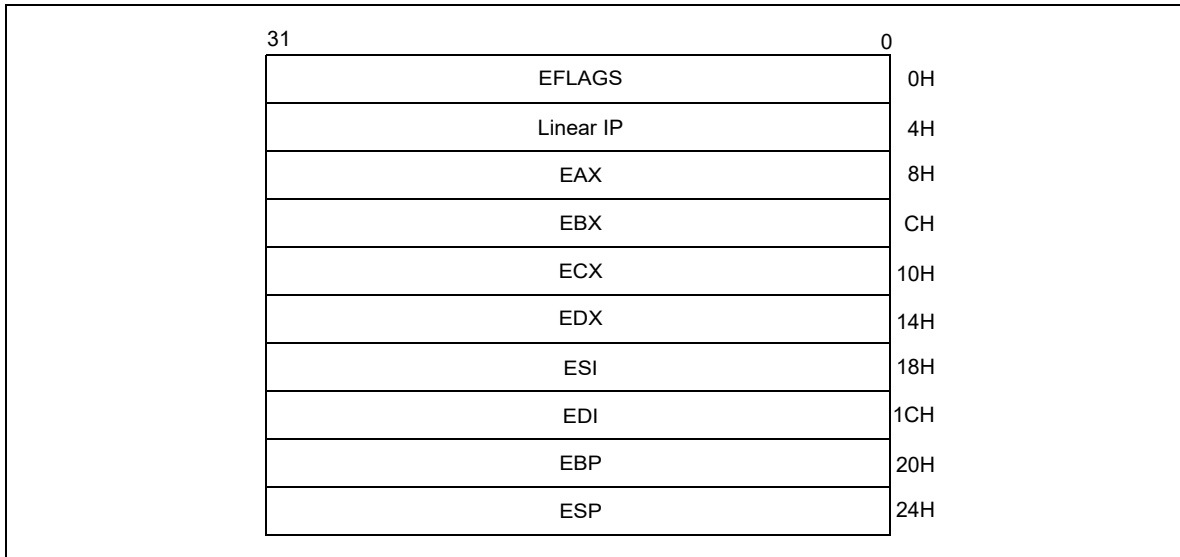 31 0
EFLAGS 0H
Linear IP 4H
EAX 8H
EBX CH
ECX 10H
EDX 14H
ESI 18H
EDI 1CH
EBP 20H
ESP 24H